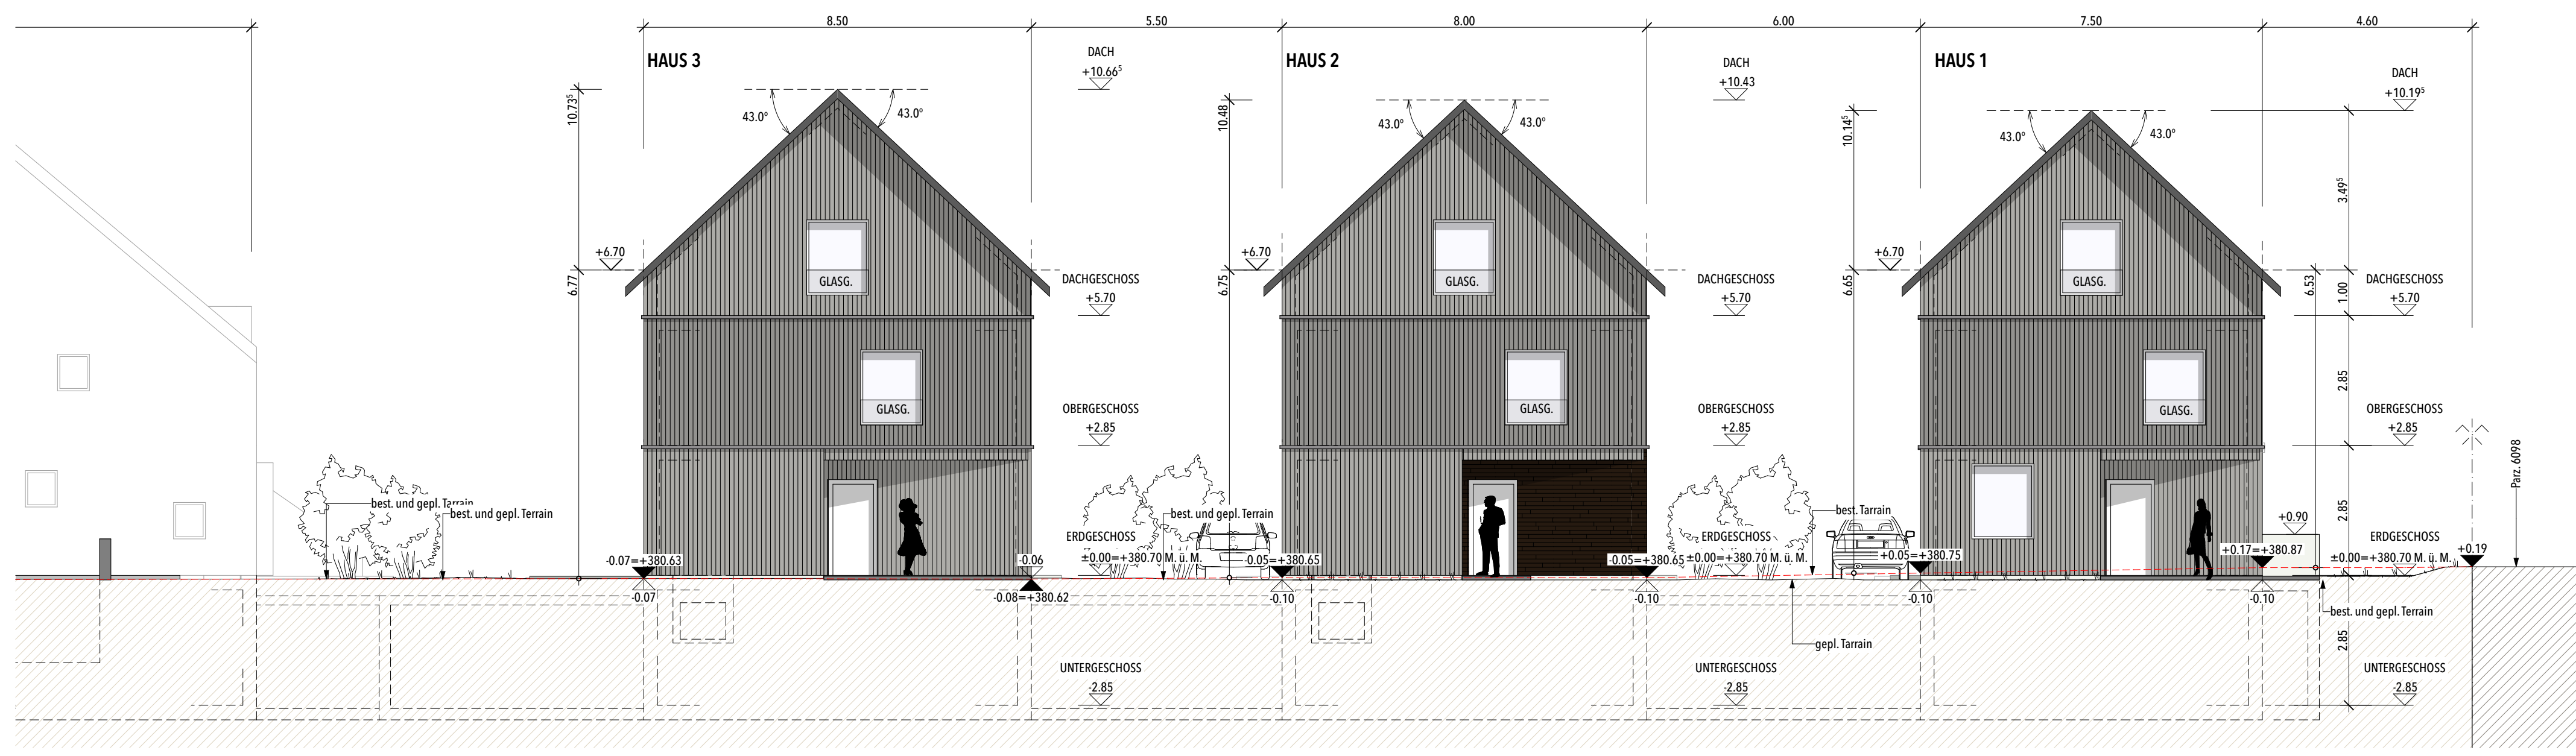 8.50
5.50
8.00
6.00
7.50
4.60
HAUS 3
HAUS 2
HAUS 1
DACH
+10.66⁵
DACH
+10.43
DACH
+10.19⁵
10.73⁵
43.0°
43.0°
10.48
43.0°
43.0°
10.14⁵
43.0°
43.0°
3.49⁵
+6.70
+6.70
+6.70
6.77
GLASG.
DACHGESCHOSS
+5.70
6.75
GLASG.
DACHGESCHOSS
+5.70
6.65
GLASG.
6.53
1.00
DACHGESCHOSS
+5.70
2.85
GLASG.
OBERGESCHOSS
+2.85
GLASG.
OBERGESCHOSS
+2.85
GLASG.
OBERGESCHOSS
+2.85
Parz. 6098
best. und gepl. Tarrain
best. und gepl. Terrain
best. und gepl. Terrain
best. Tarrain
2.85
+0.90
ERDGESCHOSS
±0.00=+380.70 M. ü. M.
ERDGESCHOSS
±0.00=+380.70 M. ü. M.
ERDGESCHOSS
±0.00=+380.70 M. ü. M.
-0.07=+380.63
-0.06
-0.05=+380.65
-0.05=+380.65
+0.05=+380.75
+0.17=+380.87
+0.19
-0.07
-0.08=+380.62
-0.10
-0.10
-0.10
-0.10
best. und gepl. Terrain
gepl. Tarrain
2.85
UNTERGESCHOSS
-2.85
UNTERGESCHOSS
-2.85
UNTERGESCHOSS
-2.85